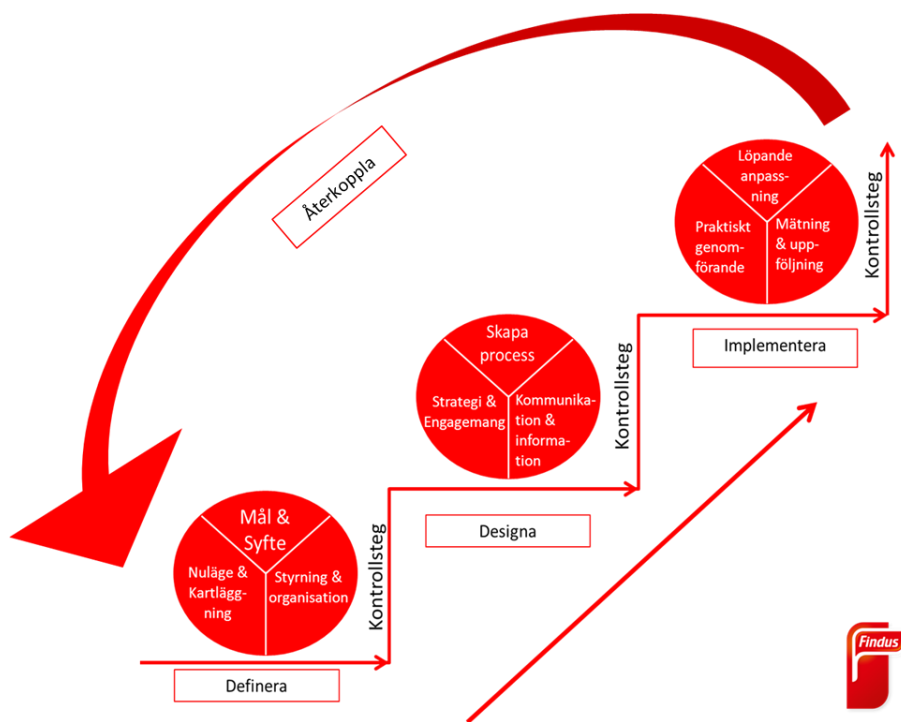 Återkoppla
Löpande
anpass-
ning
Praktiskt
genom-
förande
Mätning
& upp-
följning
Kontrollsteg
Implementera
Skapa
process
Strategi &
Engagemang
Kommunika-
tion &
informa-
tion
Kontrollsteg
Designa
Mål &
Syfte
Nuläge &
Kartlägg-
ning
Styrning &
organisation
Kontrollsteg
Definera
Findus